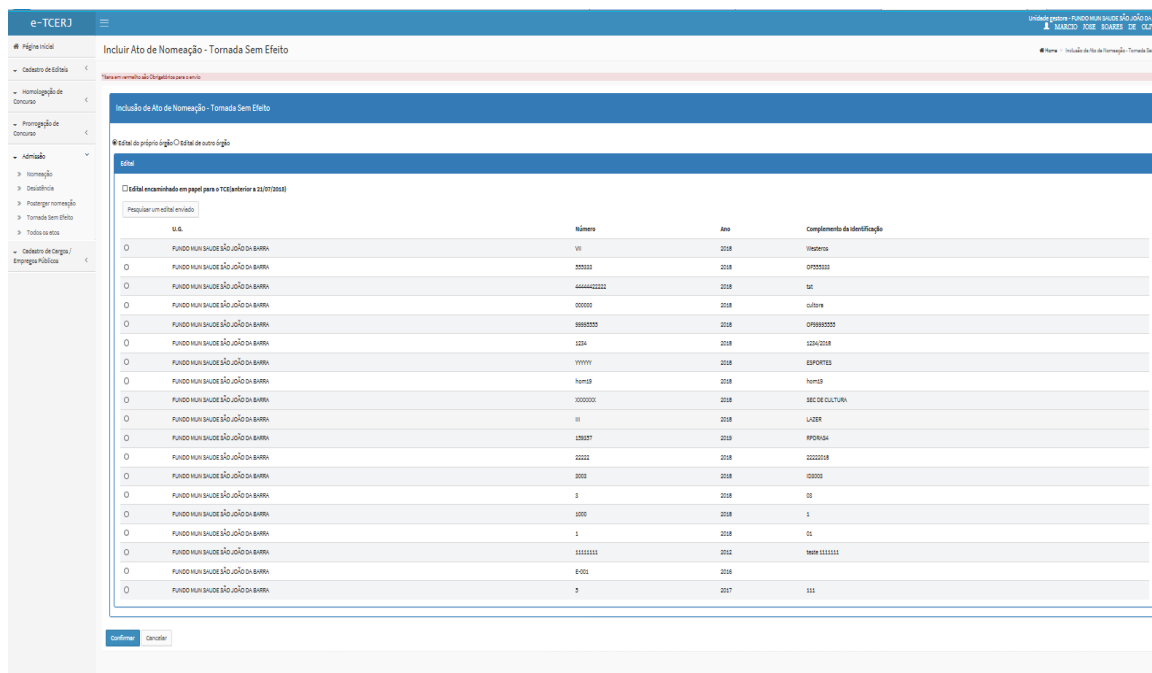 e-TCERJ
Unidade gestora - FUNDO MUN SAUDE SÃO JOÃO DA
MARCIO JOSE SOARES DE OLI
Página Inicial
Cadastro de Editais
Homologação de Concurso
Prorrogação de Concurso
Admissão
Nomeação
Desistência
Postergar nomeação
Tornada Sem Efeito
Todos os atos
Cadastro de Cargos / Empregos Públicos
Incluir Ato de Nomeação - Tornada Sem Efeito
Home > Inclusão de Ato de Nomeação - Tornada Se
*Itens em vermelho são Obrigatórios para o envio
Inclusão de Ato de Nomeação - Tornada Sem Efeito
Edital do próprio órgão Edital de outro órgão
Edital
Edital encaminhado em papel para o TCE(anterior a 21/07/2013)
Pesquisar um edital enviado
U.G. Número Ano Complemento da Identificação
FUNDO MUN SAUDE SÃO JOÃO DA BARRA VII 2018 Westeros
FUNDO MUN SAUDE SÃO JOÃO DA BARRA 2018
FUNDO MUN SAUDE SÃO JOÃO DA BARRA 44444422222 2018 tat
FUNDO MUN SAUDE SÃO JOÃO DA BARRA 000000 2018 cultora
FUNDO MUN SAUDE SÃO JOÃO DA BARRA 99995555 2018 OF99995555
FUNDO MUN SAUDE SÃO JOÃO DA BARRA 1234 2018 1234/2018
FUNDO MUN SAUDE SÃO JOÃO DA BARRA YYYYYY 2018 ESPORTES
FUNDO MUN SAUDE SÃO JOÃO DA BARRA hom19 2018 hom19
FUNDO MUN SAUDE SÃO JOÃO DA BARRA XXXXXXX 2018 SEC DE CULTURA
FUNDO MUN SAUDE SÃO JOÃO DA BARRA III 2018 LAZER
FUNDO MUN SAUDE SÃO JOÃO DA BARRA 2019
FUNDO MUN SAUDE SÃO JOÃO DA BARRA 22222 2018 22222018
FUNDO MUN SAUDE SÃO JOÃO DA BARRA 3003 2018 ID3003
FUNDO MUN SAUDE SÃO JOÃO DA BARRA 3 2018 03
FUNDO MUN SAUDE SÃO JOÃO DA BARRA 1000 2018 1
FUNDO MUN SAUDE SÃO JOÃO DA BARRA 1 2018 01
FUNDO MUN SAUDE SÃO JOÃO DA BARRA 11111111 2012 teste 1111111
FUNDO MUN SAUDE SÃO JOÃO DA BARRA E-001 2016
FUNDO MUN SAUDE SÃO JOÃO DA BARRA 5 2017 111
Confirmar Cancelar